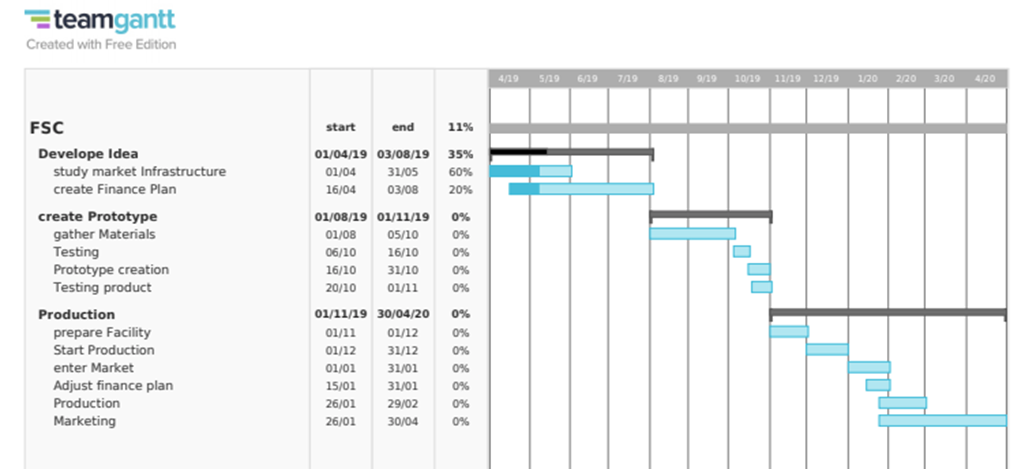 teamgantt
Created with Free Edition
4/19 5/19 6/19 7/19 8/19 9/19 10/19 11/19 12/19 1/20 2/20 3/20 4/20
FSC start end 11%
Develope Idea 01/04/19 03/08/19 35%
study market Infrastructure 01/04 31/05 60%
create Finance Plan 16/04 03/08 20%
create Prototype 01/08/19 01/11/19 0%
gather Materials 01/08 05/10 0%
Testing 06/10 16/10 0%
Prototype creation 16/10 31/10 0%
Testing product 20/10 01/11 0%
Production 01/11/19 30/04/20 0%
prepare Facility 01/11 01/12 0%
Start Production 01/12 31/12 0%
enter Market 01/01 31/01 0%
Adjust finance plan 15/01 31/01 0%
Production 26/01 29/02 0%
Marketing 26/01 30/04 0%